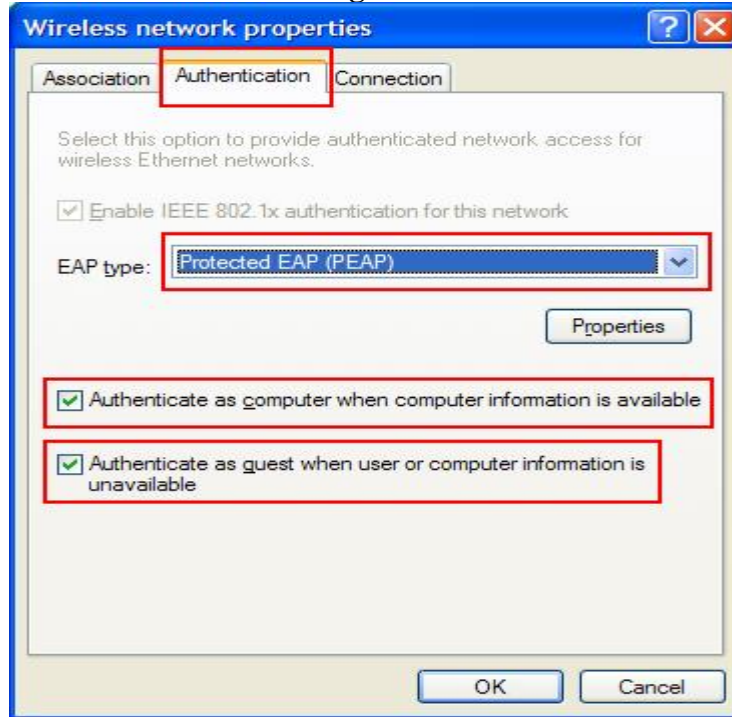 Wireless network properties
Association Authentication Connection
Select this option to provide authenticated network access for
wireless Ethernet networks.
Enable IEEE 802.1x authentication for this network
EAP type: Protected EAP (PEAP)
Properties
Authenticate as computer when computer information is available
Authenticate as guest when user or computer information is
unavailable
OK Cancel